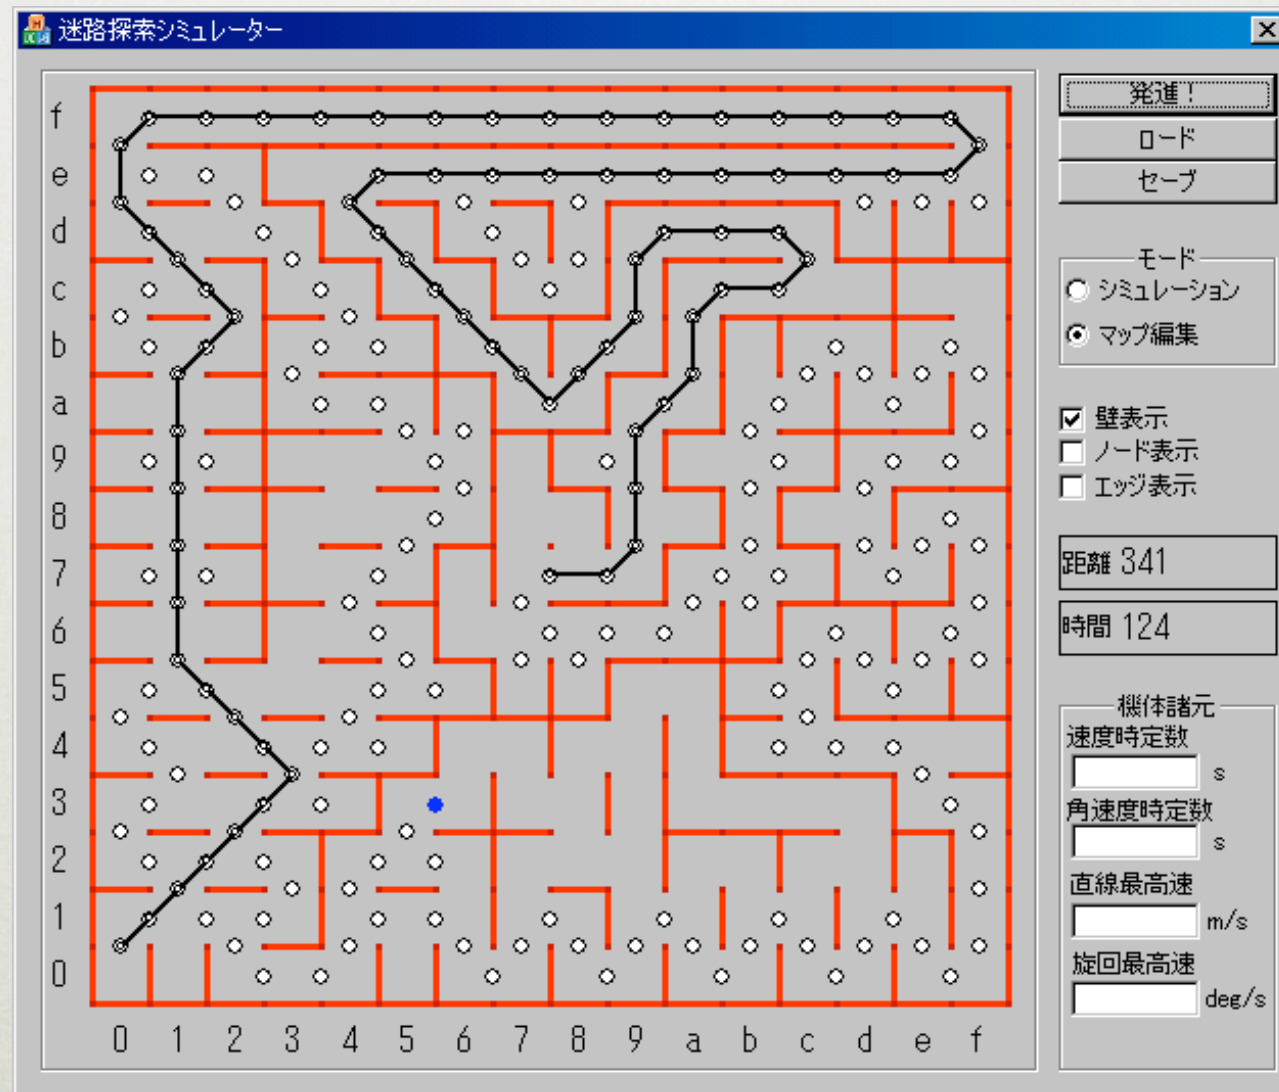 迷路探索シミュレーター
f
e
d
c
b
a
9
8
7
6
5
4
3
2
1
0
0 1 2 3 4 5 6 7 8 9 a b c d e f
発進!
ロード
セーブ
モード
シミュレーション
マップ編集
壁表示
ノード表示
エッジ表示
距離 341
時間 124
機体諸元
速度時定数
s
角速度時定数
s
直線最高速
m/s
旋回最高速
deg/s